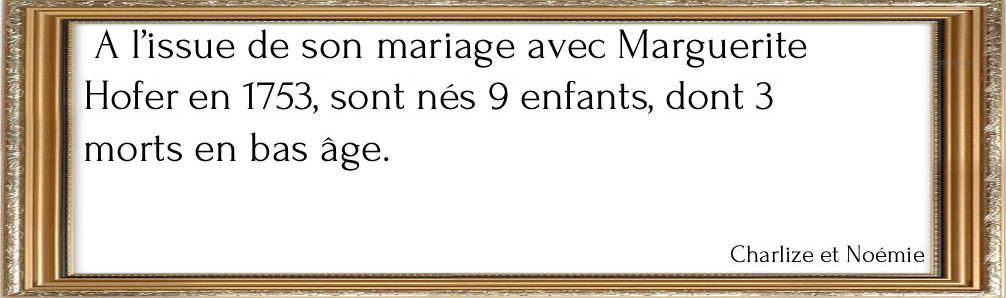 A l’issue de son mariage avec Marguerite
Hofer en 1753, sont nés 9 enfants, dont 3
morts en bas âge.
Charlize et Noémie